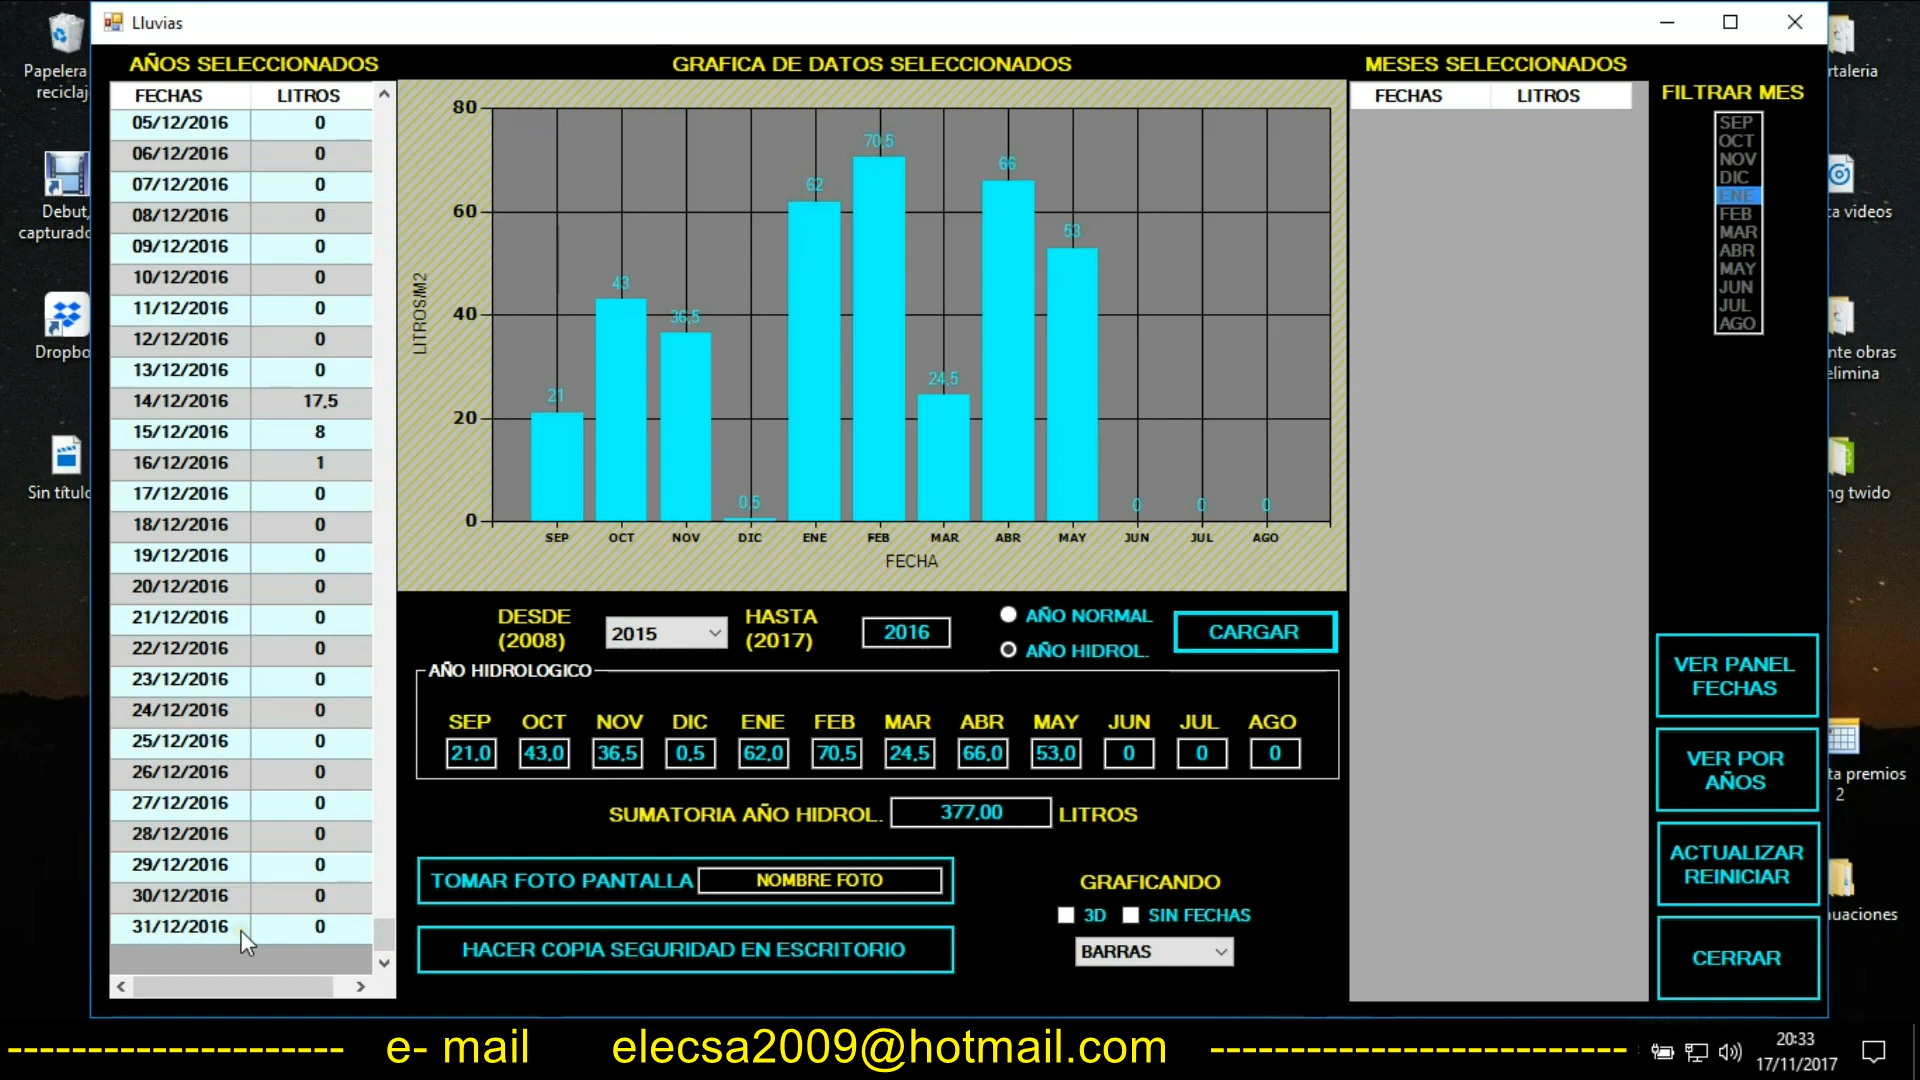 Lluvias
Papelera
reciclaj
Debut,
capturado
Dropbo
Sin título
AÑOS SELECCIONADOS
FECHAS LITROS
05/12/2016 0
06/12/2016 0
07/12/2016 0
08/12/2016 0
09/12/2016 0
10/12/2016 0
11/12/2016 0
12/12/2016 0
13/12/2016 0
14/12/2016 17,5
15/12/2016 8
16/12/2016 1
17/12/2016 0
18/12/2016 0
19/12/2016 0
20/12/2016 0
21/12/2016 0
22/12/2016 0
23/12/2016 0
24/12/2016 0
25/12/2016 0
26/12/2016 0
27/12/2016 0
28/12/2016 0
29/12/2016 0
30/12/2016 0
31/12/2016 0
GRAFICA DE DATOS SELECCIONADOS
LITROS/M2
80
60
40
20
0
21 43 36,5 0,5 62 70,5 24,5 66 53 0 0 0
SEP OCT NOV DIC ENE FEB MAR ABR MAY JUN JUL AGO
FECHA
DESDE
(2008)
2015
HASTA
(2017)
2016
AÑO NORMAL
AÑO HIDROL.
CARGAR
AÑO HIDROLOGICO
SEP OCT NOV DIC ENE FEB MAR ABR MAY JUN JUL AGO
21,0 43,0 36,5 0,5 62,0 70,5 24,5 66,0 53,0 0 0 0
SUMATORIA AÑO HIDROL. 377,00 LITROS
TOMAR FOTO PANTALLA NOMBRE FOTO
HACER COPIA SEGURIDAD EN ESCRITORIO
GRAFICANDO
3D SIN FECHAS
BARRAS
MESES SELECCIONADOS
FECHAS LITROS
FILTRAR MES
SEP
OCT
NOV
DIC
ENE
FEB
MAR
ABR
MAY
JUN
JUL
AGO
VER PANEL
FECHAS
VER POR
AÑOS
ACTUALIZAR
REINICIAR
CERRAR
rtaleria
ta videos
nte obras
elimina
ng twido
ta premios
2
uaciones
--------------------- e- mail elecsa2009@hotmail.com --------------------------
20:33
17/11/2017